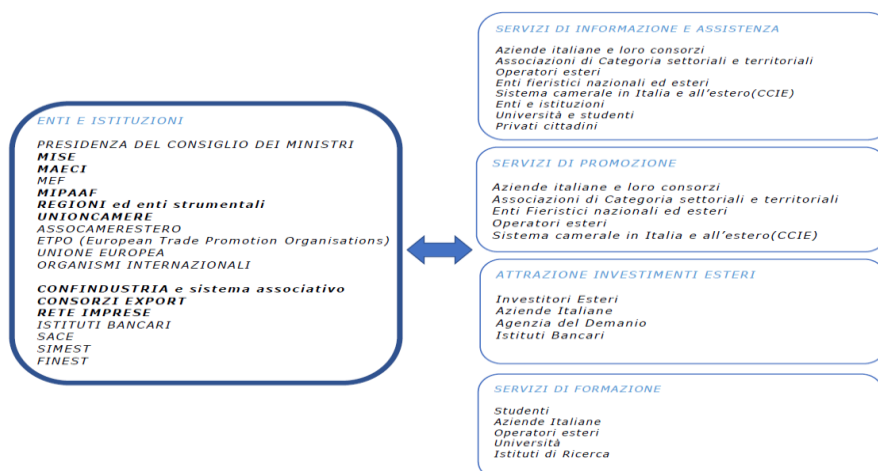 ENTI E ISTITUZIONI
PRESIDENZA DEL CONSIGLIO DEI MINISTRI
MISE
MAECI
MEF
MIPAAF
REGIONI ed enti strumentali
UNIONCAMERE
ASSOCAMERESTERO
ETPO (European Trade Promotion Organisations)
UNIONE EUROPEA
ORGANISMI INTERNAZIONALI
CONFINDUSTRIA e sistema associativo
CONSORZI EXPORT
RETE IMPRESE
ISTITUTI BANCARI
SACE
SIMEST
FINEST
SERVIZI DI INFORMAZIONE E ASSISTENZA
Aziende italiane e loro consorzi
Associazioni di Categoria settoriali e territoriali
Operatori esteri
Enti fieristici nazionali ed esteri
Sistema camerale in Italia e all'estero(CCIE)
Enti e istituzioni
Università e studenti
Privati cittadini
SERVIZI DI PROMOZIONE
Aziende italiane e loro consorzi
Associazioni di Categoria settoriali e territoriali
Enti Fieristici nazionali ed esteri
Operatori esteri
Sistema camerale in Italia e all'estero(CCIE)
ATTRAZIONE INVESTIMENTI ESTERI
Investitori Esteri
Aziende Italiane
Agenzia del Demanio
Istituti Bancari
SERVIZI DI FORMAZIONE
Studenti
Aziende Italiane
Operatori esteri
Università
Istituti di Ricerca